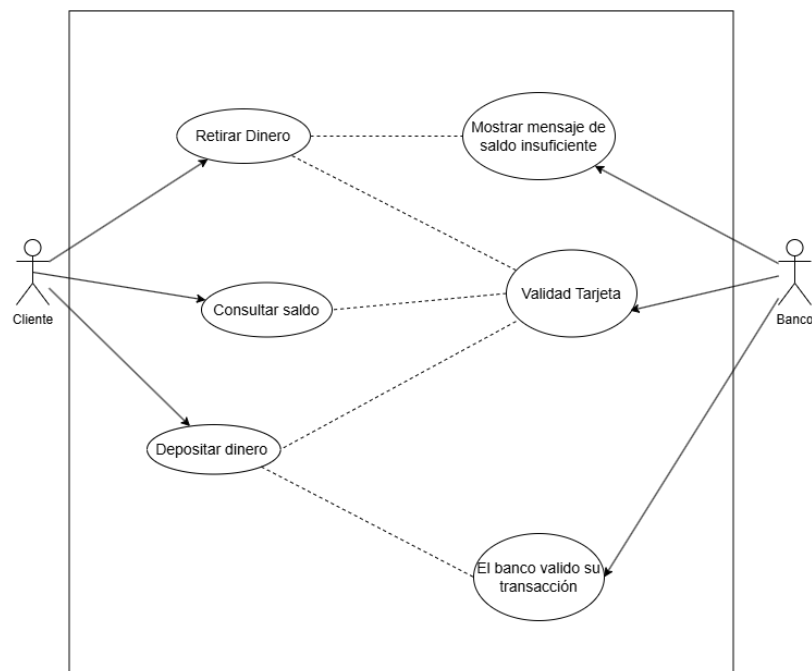 Retirar Dinero
Mostrar mensaje de
saldo insuficiente
Cliente
Consultar saldo
Validad Tarjeta
Banco
Depositar dinero
El banco valido su
transacción